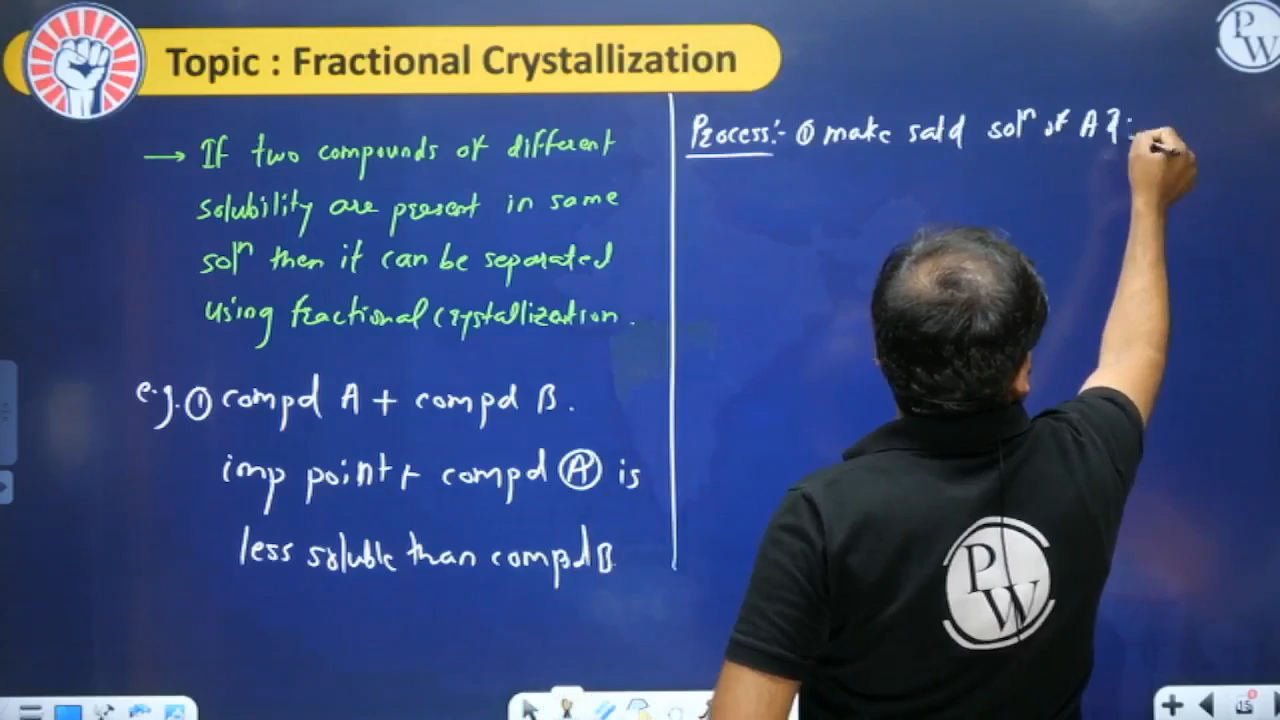 Topic : Fractional Crystallization
PW
→ If two compounds of different
solubility are present in same
solⁿ then it can be separated
using fractional crystallization.
e.g. ① compd A + compd B.
imp point + compd Ⓐ is
less soluble than compd B
Process:- ① make satd solⁿ of A
PW
15